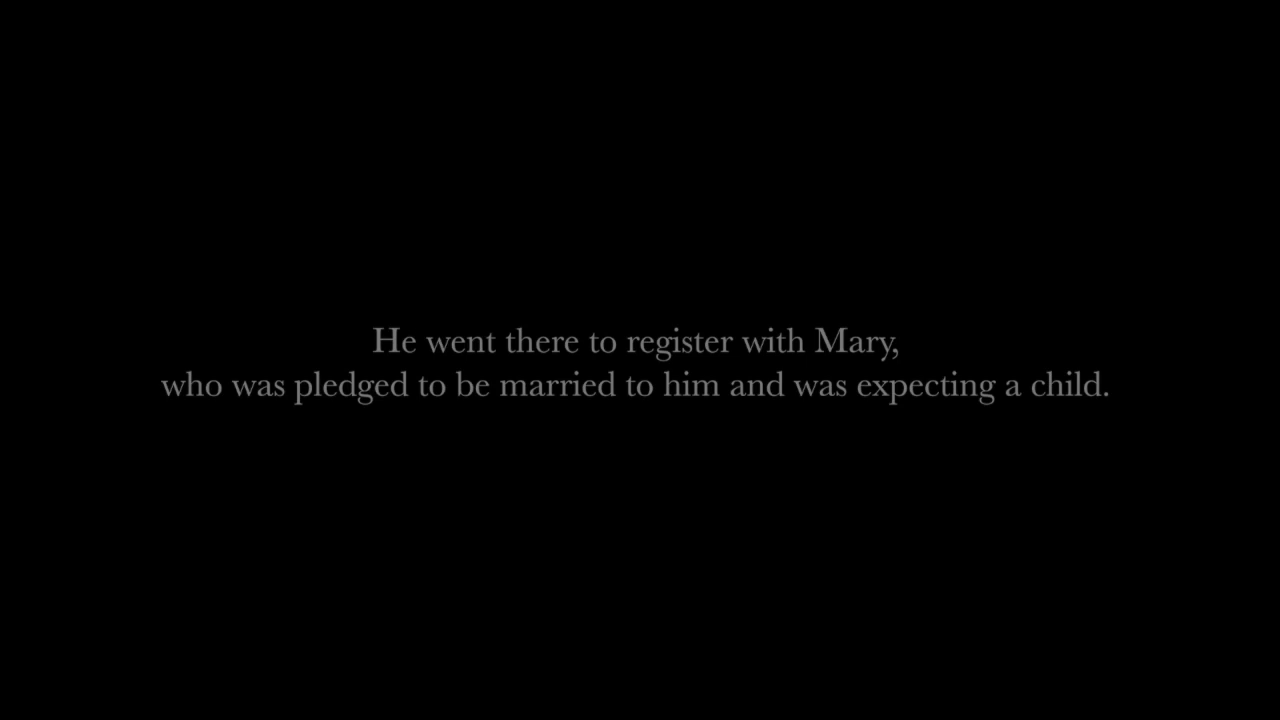 He went there to register with Mary,
who was pledged to be married to him and was expecting a child.